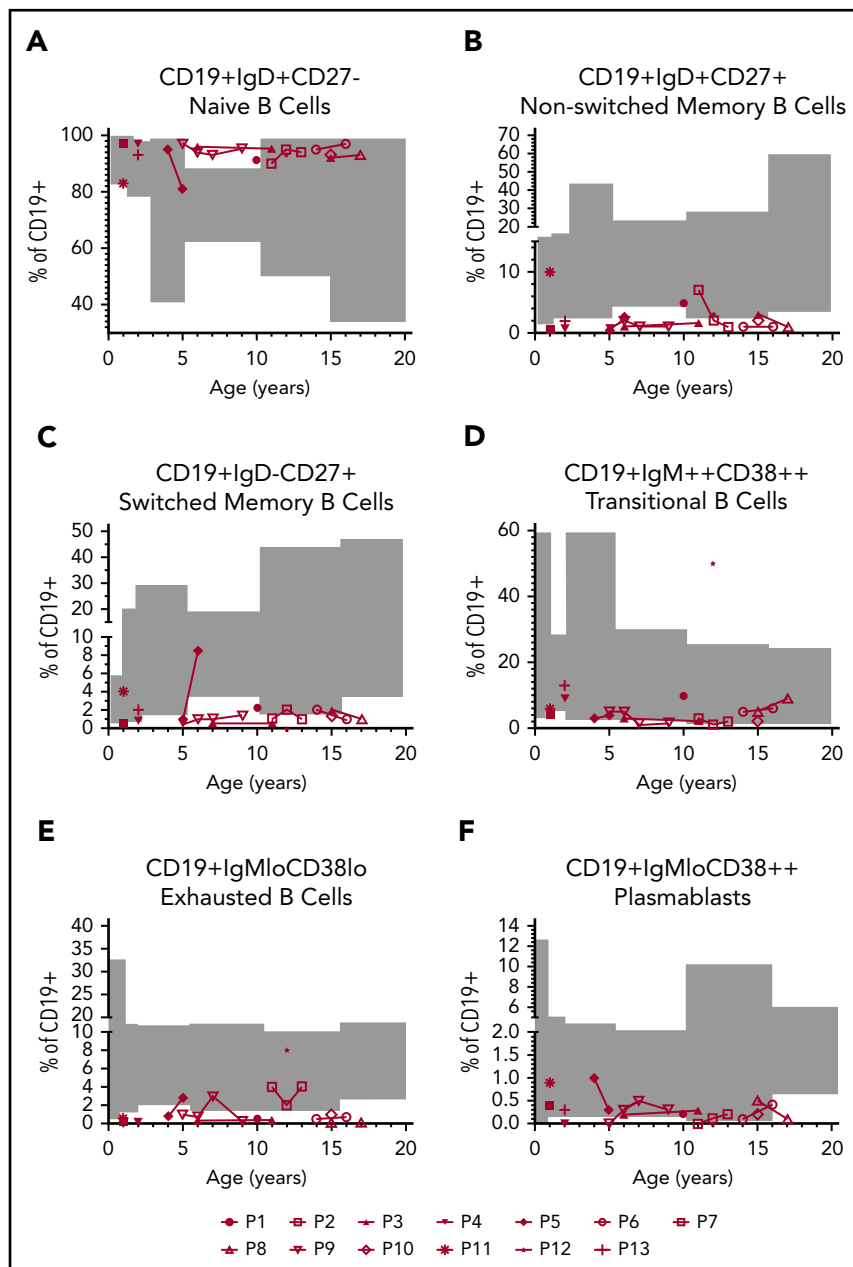 A
CD19+IgD+CD27-
Naive B Cells
% of CD19+
100
80
60
40
0 5 10 15 20
Age (years)
B
CD19+IgD+CD27+
Non-switched Memory B Cells
% of CD19+
70
60
50
40
30
20
10
0
0 5 10 15 20
Age (years)
C
CD19+IgD-CD27+
Switched Memory B Cells
% of CD19+
50
40
30
20
10
8
6
4
2
0
0 5 10 15 20
Age (years)
D
CD19+IgM++CD38++
Transitional B Cells
% of CD19+
60
40
20
0
0 5 10 15 20
Age (years)
E
CD19+IgMloCD38lo
Exhausted B Cells
% of CD19+
40
35
30
25
20
15
10
8
6
4
2
0
0 5 10 15 20
Age (years)
F
CD19+IgMloCD38++
Plasmablasts
% of CD19+
14
12
10
8
6
4
2.0
1.5
1.0
0.5
0.0
0 5 10 15 20
Age (years)
P1 P2 P3 P4 P5 P6 P7
P8 P9 P10 P11 P12 P13